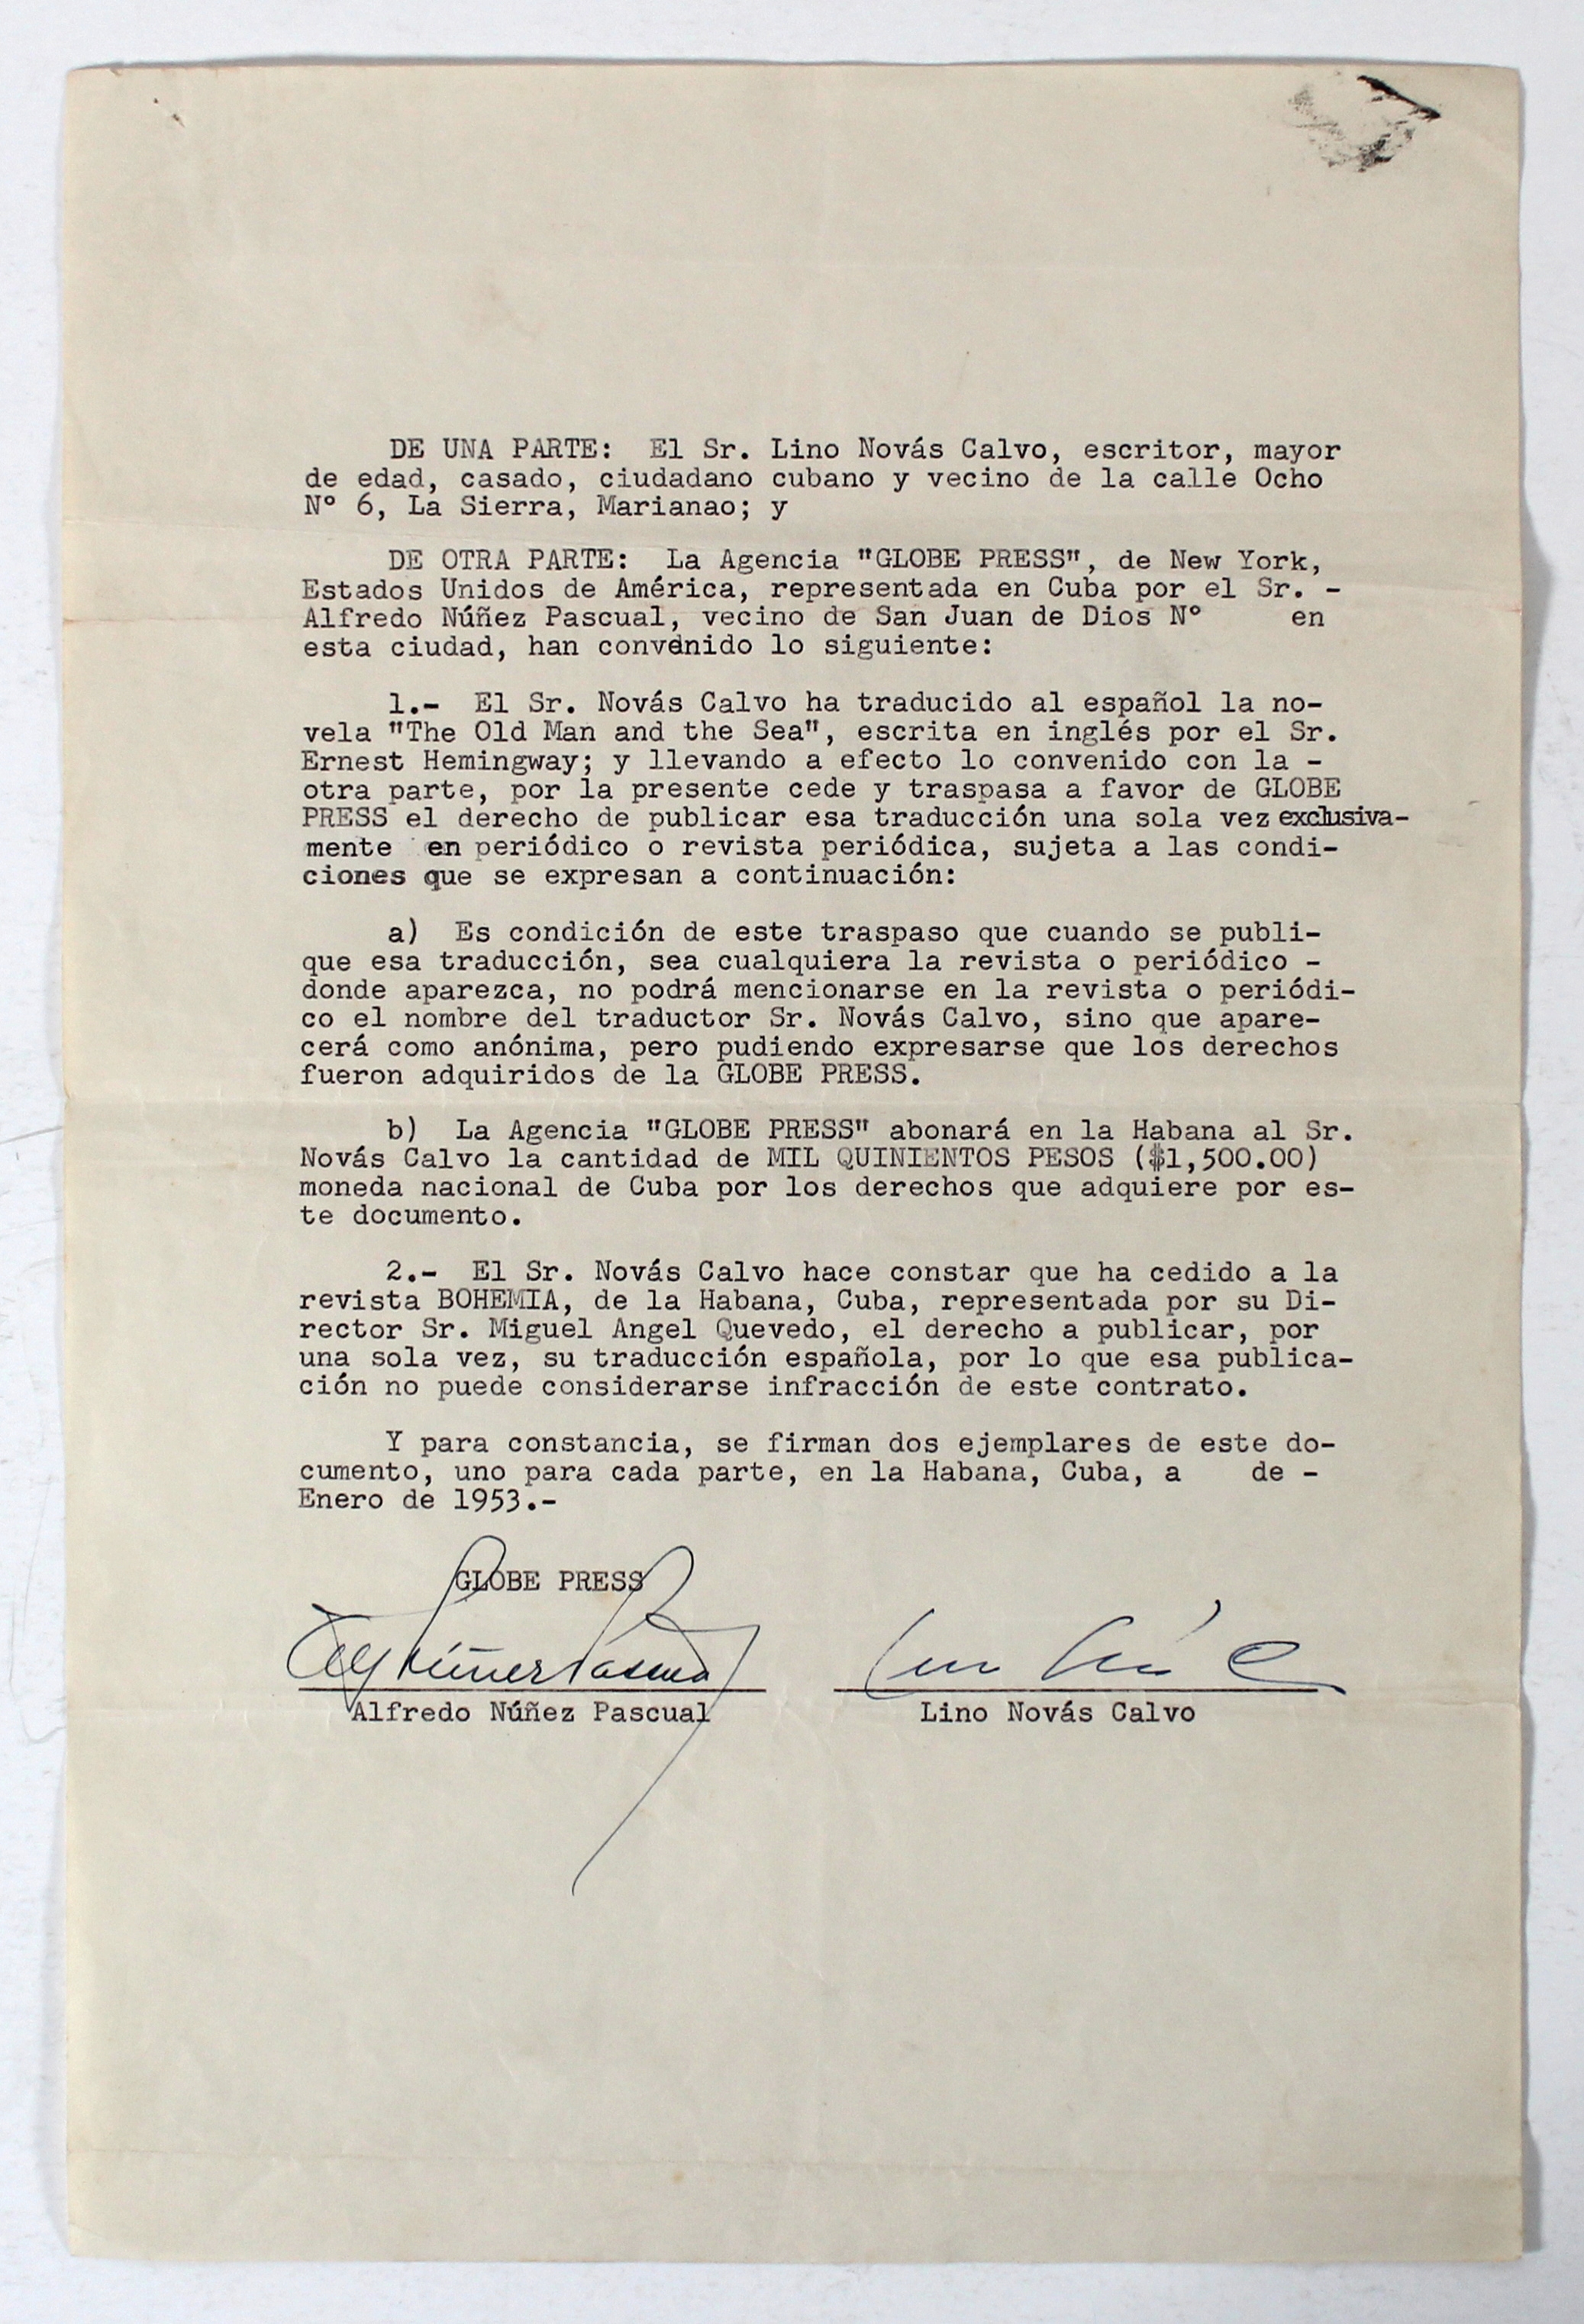 DE UNA PARTE: El Sr. Lino Novás Calvo, escritor, mayor
de edad, casado, ciudadano cubano y vecino de la calle Ocho
Nº 6, La Sierra, Marianao; y
DE OTRA PARTE: La Agencia "GLOBE PRESS", de New York,
Estados Unidos de América, representada en Cuba por el Sr. -
Alfredo Núñez Pascual, vecino de San Juan de Dios Nº en
esta ciudad, han convenido lo siguiente:
1.- El Sr. Novás Calvo ha traducido al español la no-
vela "The Old Man and the Sea", escrita en inglés por el Sr.
Ernest Hemingway; y llevando a efecto lo convenido con la -
otra parte, por la presente cede y traspasa a favor de GLOBE
PRESS el derecho de publicar esa traducción una sola vez exclusiva-
mente en periódico o revista periódica, sujeta a las condi-
ciones que se expresan a continuación:
a) Es condición de este traspaso que cuando se publi-
que esa traducción, sea cualquiera la revista o periódico -
donde aparezca, no podrá mencionarse en la revista o periódi-
co el nombre del traductor Sr. Novás Calvo, sino que apare-
cerá como anónima, pero pudiendo expresarse que los derechos
fueron adquiridos de la GLOBE PRESS.
b) La Agencia "GLOBE PRESS" abonará en la Habana al Sr.
Novás Calvo la cantidad de MIL QUINIENTOS PESOS ($1,500.00)
moneda nacional de Cuba por los derechos que adquiere por es-
te documento.
2.- El Sr. Novás Calvo hace constar que ha cedido a la
revista BOHEMIA, de la Habana, Cuba, representada por su Di-
rector Sr. Miguel Angel Quevedo, el derecho a publicar, por
una sola vez, su traducción española, por lo que esa publica-
ción no puede considerarse infracción de este contrato.
Y para constancia, se firman dos ejemplares de este do-
cumento, uno para cada parte, en la Habana, Cuba, a de -
Enero de 1953.-
GLOBE PRESS
Núñez Pascual
Alfredo Núñez Pascual Lino Novás Calvo